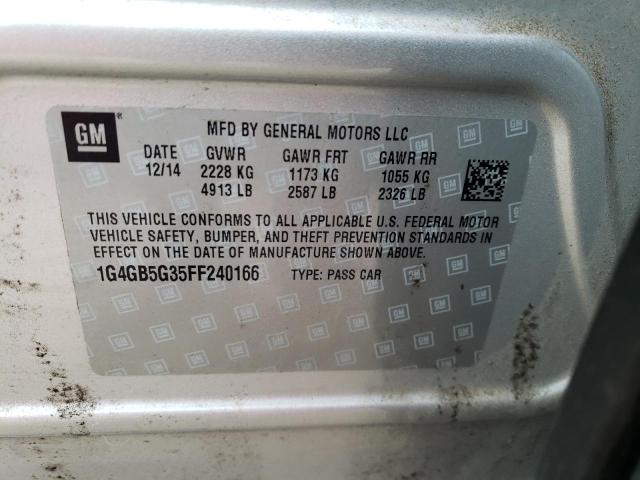 GM ®
MFD BY GENERAL MOTORS LLC
DATE GVWR GAWR FRT GAWR RR
12/14 2228 KG 1173 KG 1055 KG
4913 LB 2587 LB 2326 LB
THIS VEHICLE CONFORMS TO ALL APPLICABLE U.S. FEDERAL MOTOR
VEHICLE SAFETY, BUMPER, AND THEFT PREVENTION STANDARDS IN
EFFECT ON THE DATE OF MANUFACTURE SHOWN ABOVE.
1G4GB5G35FF240166 TYPE: PASS CAR